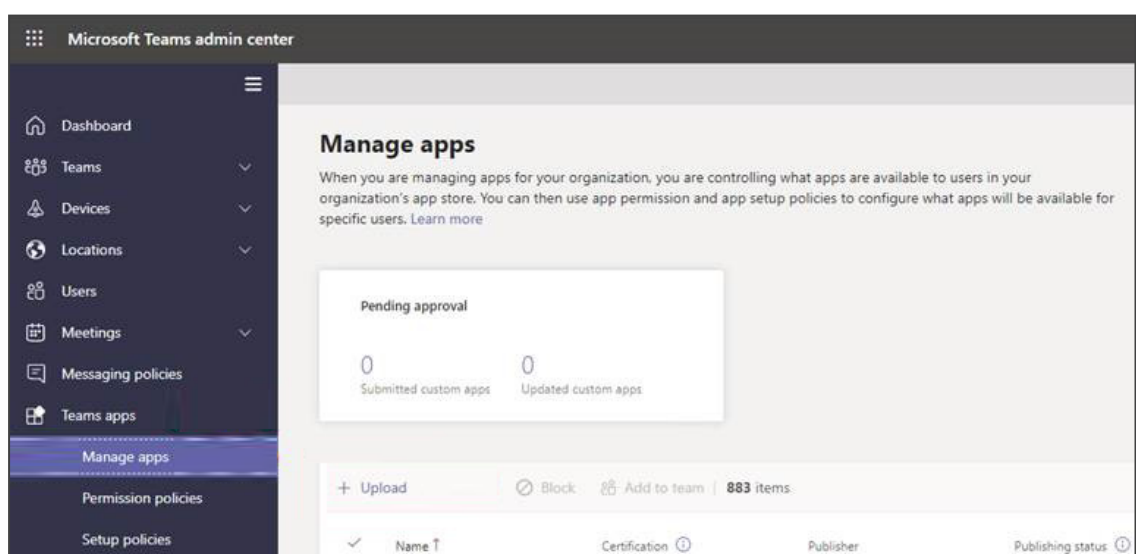 Microsoft Teams admin center
Dashboard
Teams
Devices
Locations
Users
Meetings
Messaging policies
Teams apps
Manage apps
Permission policies
Setup policies
Manage apps
When you are managing apps for your organization, you are controlling what apps are available to users in your
organization's app store. You can then use app permission and app setup policies to configure what apps will be available for
specific users. Learn more
Pending approval
0 0
Submitted custom apps Updated custom apps
+ Upload Block Add to team | 883 items
Name ↑ Certification Publisher Publishing status